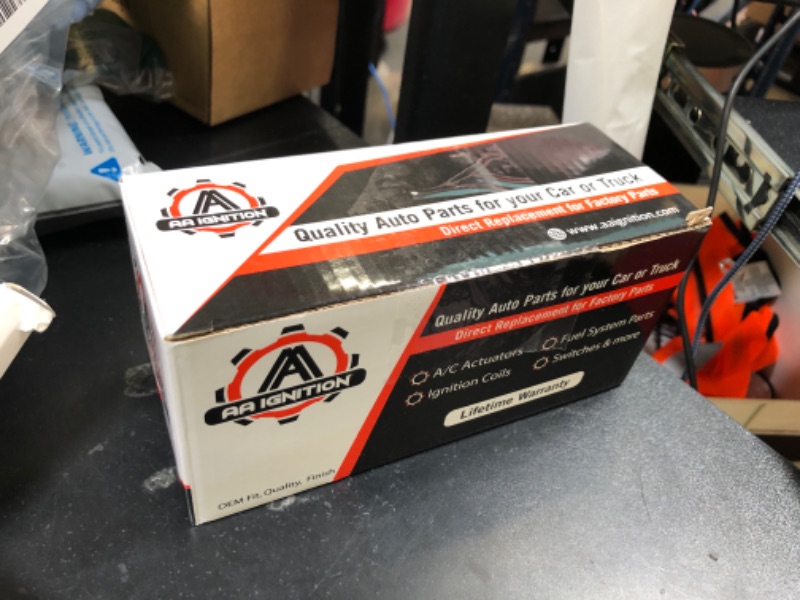 AA IGNITION
Quality Auto Parts for your Car or Truck
Direct Replacement for Factory Parts
www.aaignition.com
AA IGNITION
Quality Auto Parts for your Car or Truck
Direct Replacement for Factory Parts
A/C Actuators
Fuel System Parts
Ignition Coils
Switches & more
Lifetime Warranty
OEM Fit, Quality, Finish
WARNING